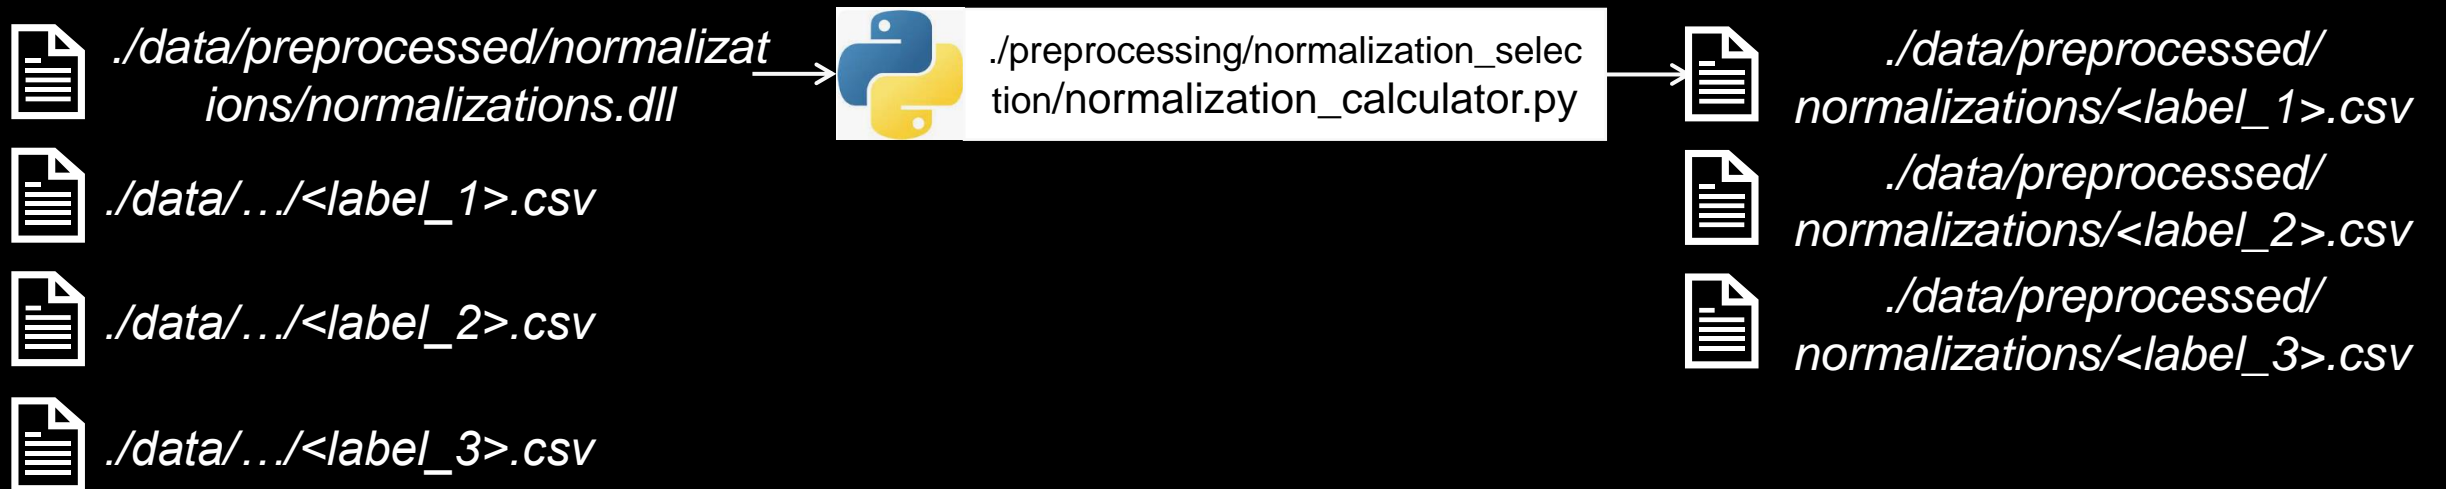 ./data/preprocessed/normalizat
ions/normalizations.dll
./data/…/<label_1>.csv
./data/…/<label_2>.csv
./data/…/<label_3>.csv
./preprocessing/normalization_selec
tion/normalization_calculator.py
./data/preprocessed/
normalizations/<label_1>.csv
./data/preprocessed/
normalizations/<label_2>.csv
./data/preprocessed/
normalizations/<label_3>.csv